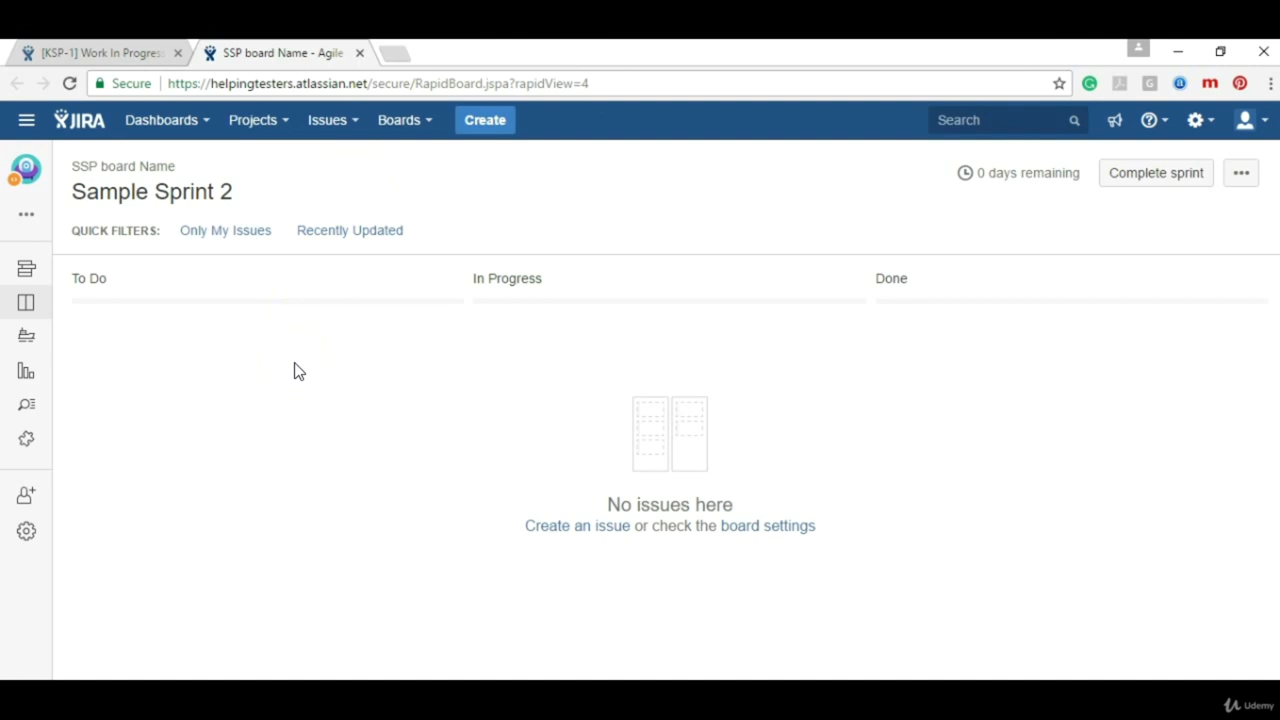 [KSP-1] Work In Progres
SSP board Name - Agile
Secure
https://helpingtesters.atlassian.net/secure/RapidBoard.jspa?rapidView=4
JIRA Dashboards Projects Issues Boards Create Search
SSP board Name
Sample Sprint 2
0 days remaining Complete sprint
QUICK FILTERS: Only My Issues Recently Updated
To Do In Progress Done
No issues here
Create an issue or check the board settings
Udemy